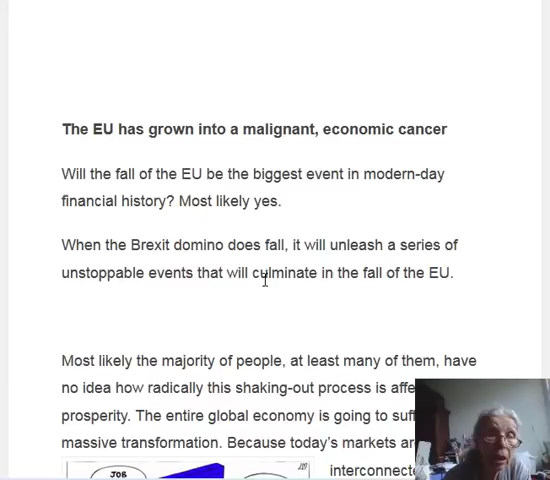 The EU has grown into a malignant, economic cancer
Will the fall of the EU be the biggest event in modern-day
financial history? Most likely yes.
When the Brexit domino does fall, it will unleash a series of
unstoppable events that will culminate in the fall of the EU.
Most likely the majority of people, at least many of them, have
no idea how radically this shaking-out process is
prosperity. The entire global economy is going to
massive transformation. Because today's markets
JOB